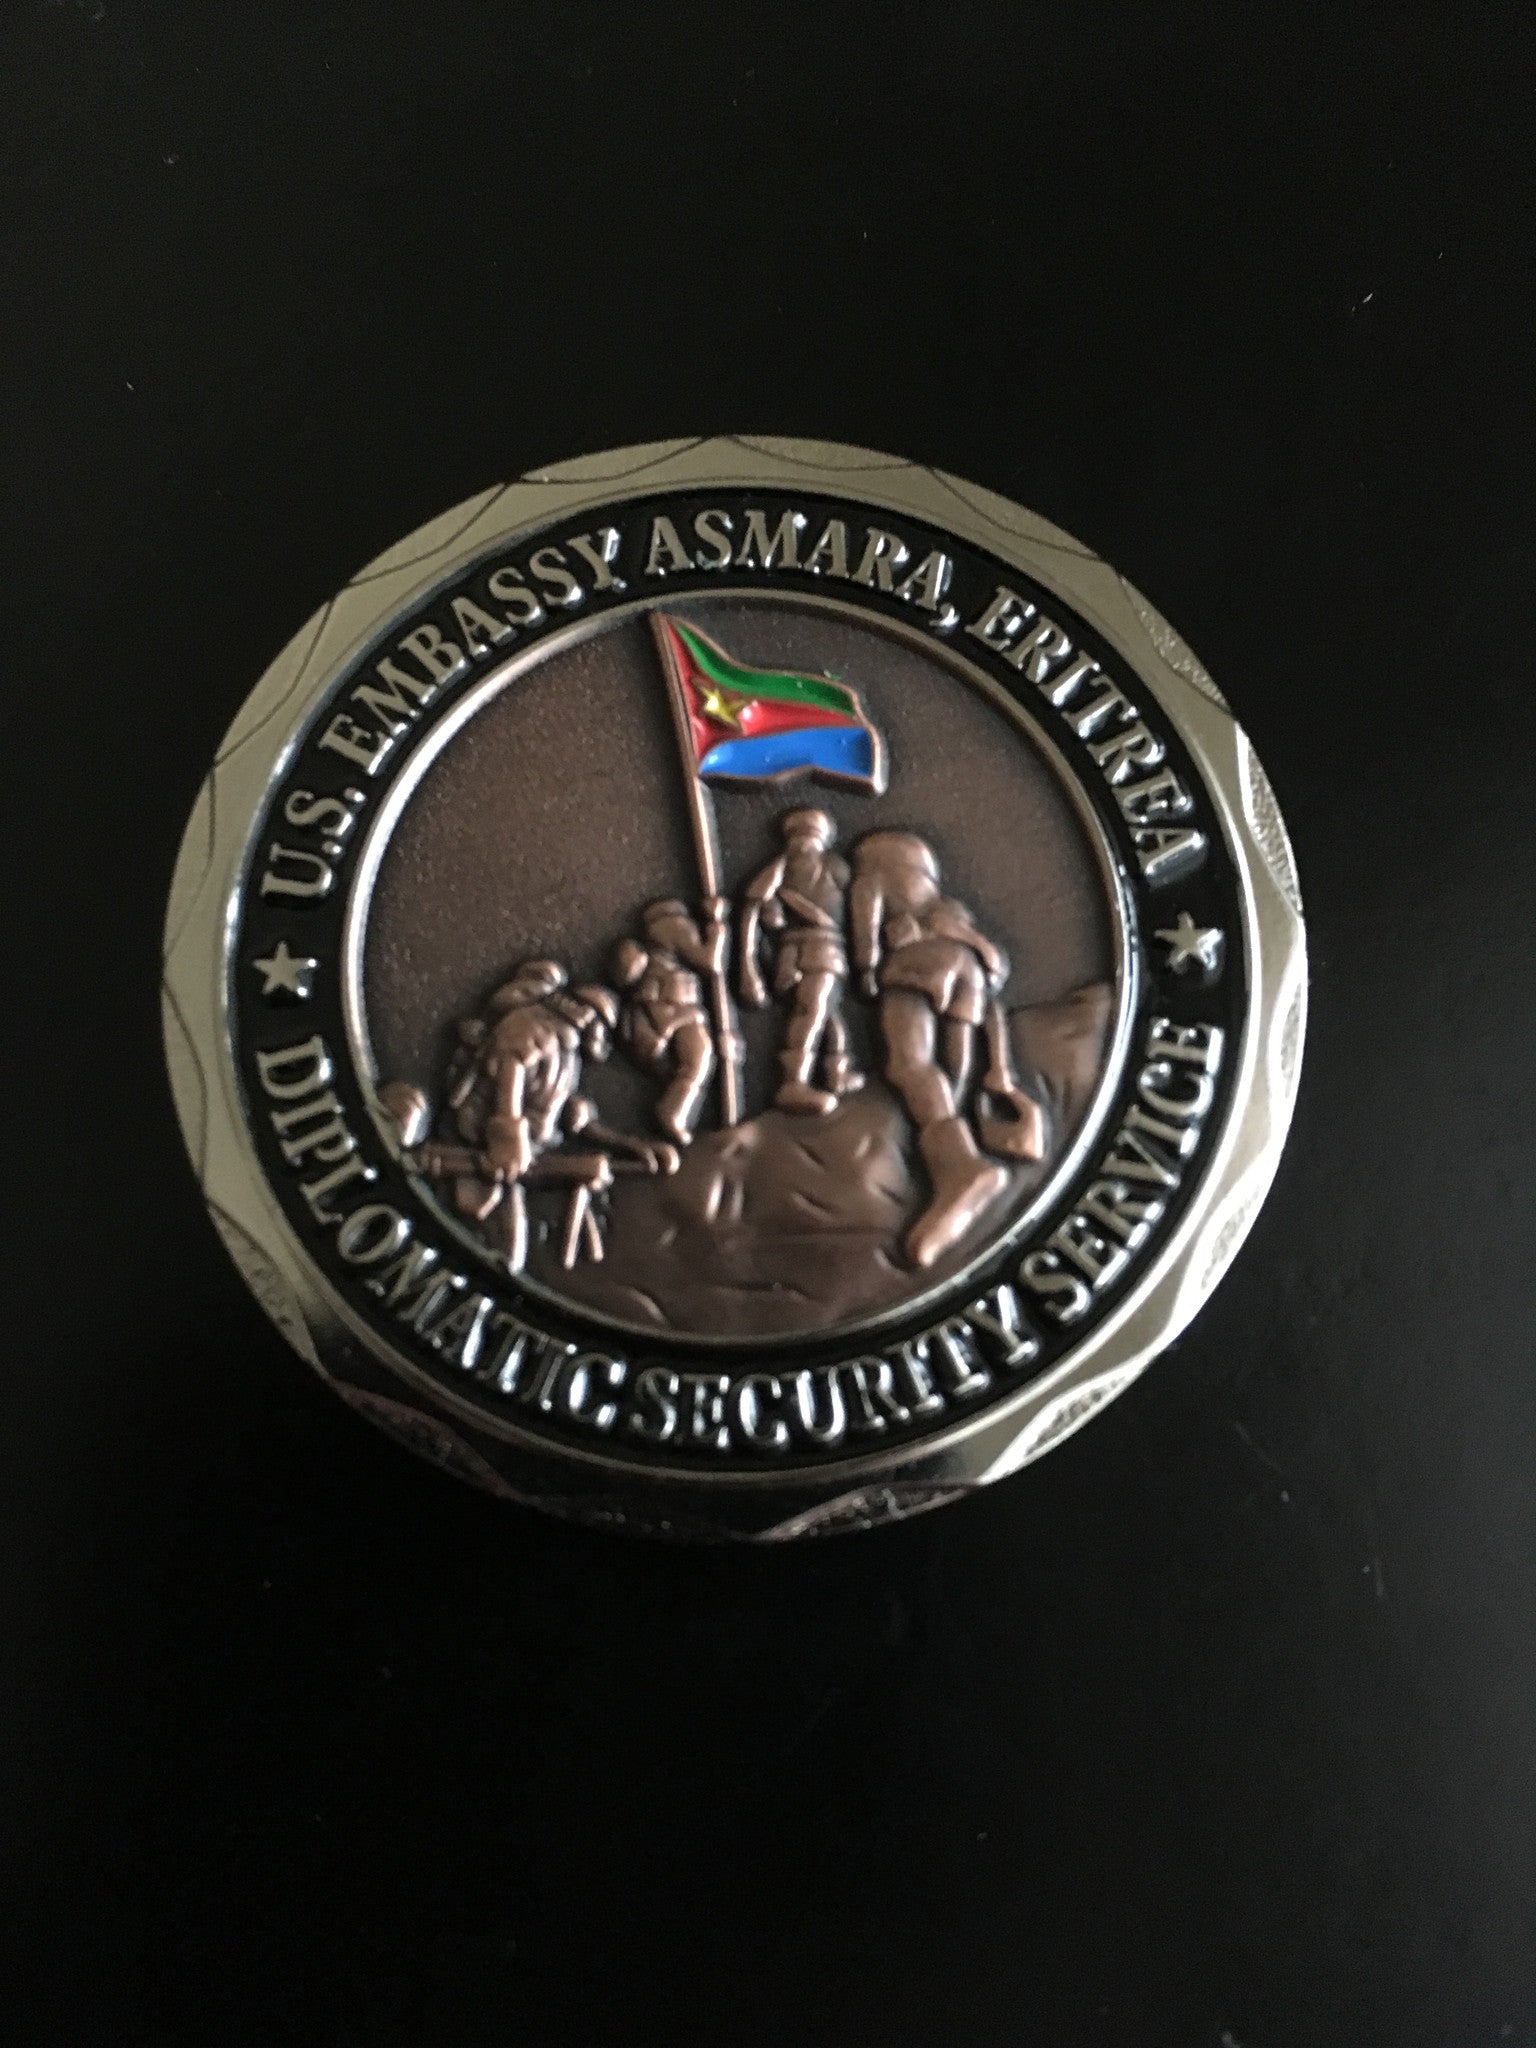 U.S. EMBASSY ASMARA, ERITREA
DIPLOMATIC SECURITY SERVICE